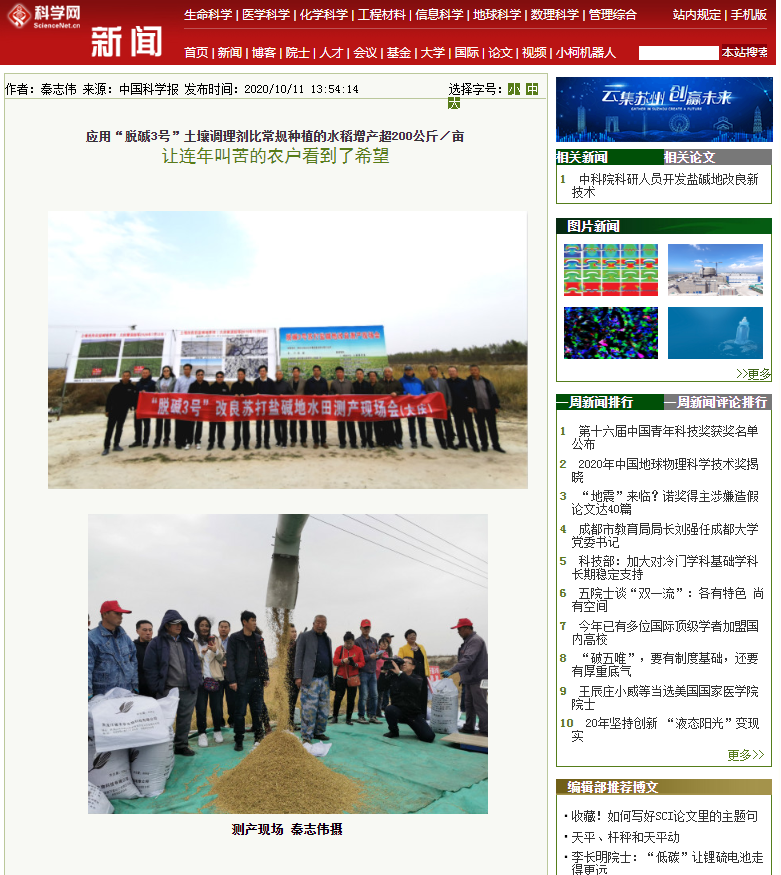 科学网
ScienceNet.cn
新闻
生命科学 | 医学科学 | 化学科学 | 工程材料 | 信息科学 | 地球科学 | 数理科学 | 管理综合
站内规定 | 手机版
首页 | 新闻 | 博客 | 院士 | 人才 | 会议 | 基金 | 大学 | 国际 | 论文 | 视频 | 小柯机器人
本站搜索
作者：秦志伟 来源：中国科学报 发布时间：2020/10/11 13:54:14
选择字号：小 中
大
应用“脱碱3号”土壤调理剂比常规种植的水稻增产超200公斤／亩
让连年叫苦的农户看到了希望
“脱碱3号”改良苏打盐碱地水田测产现场会(大庆)
测产现场 秦志伟摄
云集苏州 创赢未来
GATHER IN SUZHOU CREATE FUTURE
相关新闻
相关论文
1 中科院科研人员开发盐碱地改良新
技术
图片新闻
>>更多
一周新闻排行
一周新闻评论排行
1 第十六届中国青年科技奖获奖名单
公布
2 2020年中国地球物理科学技术奖揭
晓
3 “地震”来临？诺奖得主涉嫌造假
论文达40篇
4 成都市教育局局长刘强任成都大学
党委书记
5 科技部：加大对冷门学科基础学科
长期稳定支持
6 五院士谈“双一流”：各有特色 尚
有空间
7 今年已有多位国际顶级学者加盟国
内高校
8 “破五唯”，要有制度基础，还要
有厚重底气
9 王辰庄小威等当选美国国家医学院
院士
10 20年坚持创新 “液态阳光”变现
实
更多>>
编辑部推荐博文
· 收藏！如何写好SCI论文里的主题句
· 天平、杆秤和天平动
· 李长明院士：“低碳”让锂硫电池走
得更远